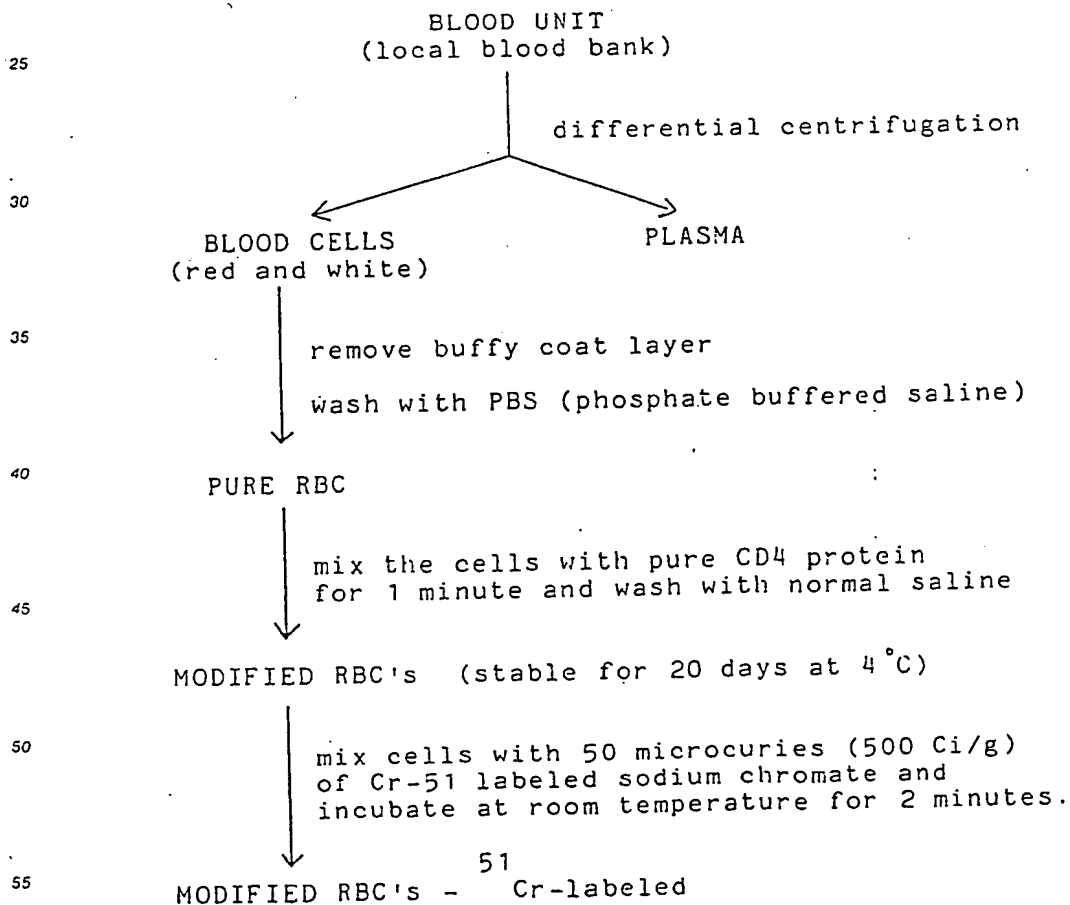 BLOOD UNIT
(local blood bank)
25
differential centrifugation
30
BLOOD CELLS PLASMA
(red and white)
35
remove buffy coat layer
wash with PBS (phosphate buffered saline)
40
PURE RBC
mix the cells with pure CD4 protein
for 1 minute and wash with normal saline
45
MODIFIED RBC's (stable for 20 days at 4°C)
50
mix cells with 50 microcuries (500 Ci/g)
of Cr-51 labeled sodium chromate and
incubate at room temperature for 2 minutes.
55
MODIFIED RBC's - 51Cr-labeled